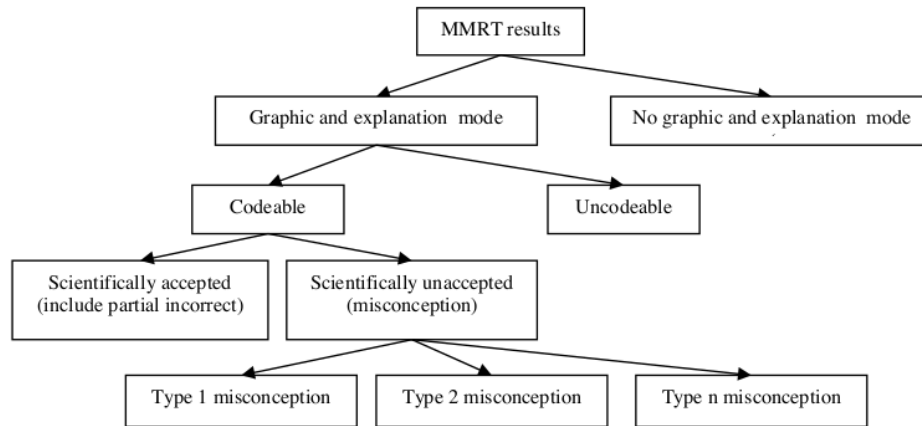 MMRT results
Graphic and explanation mode
No graphic and explanation mode
Codeable
Uncodeable
Scientifically accepted
(include partial incorrect)
Scientifically unaccepted
(misconception)
Type 1 misconception
Type 2 misconception
Type n misconception